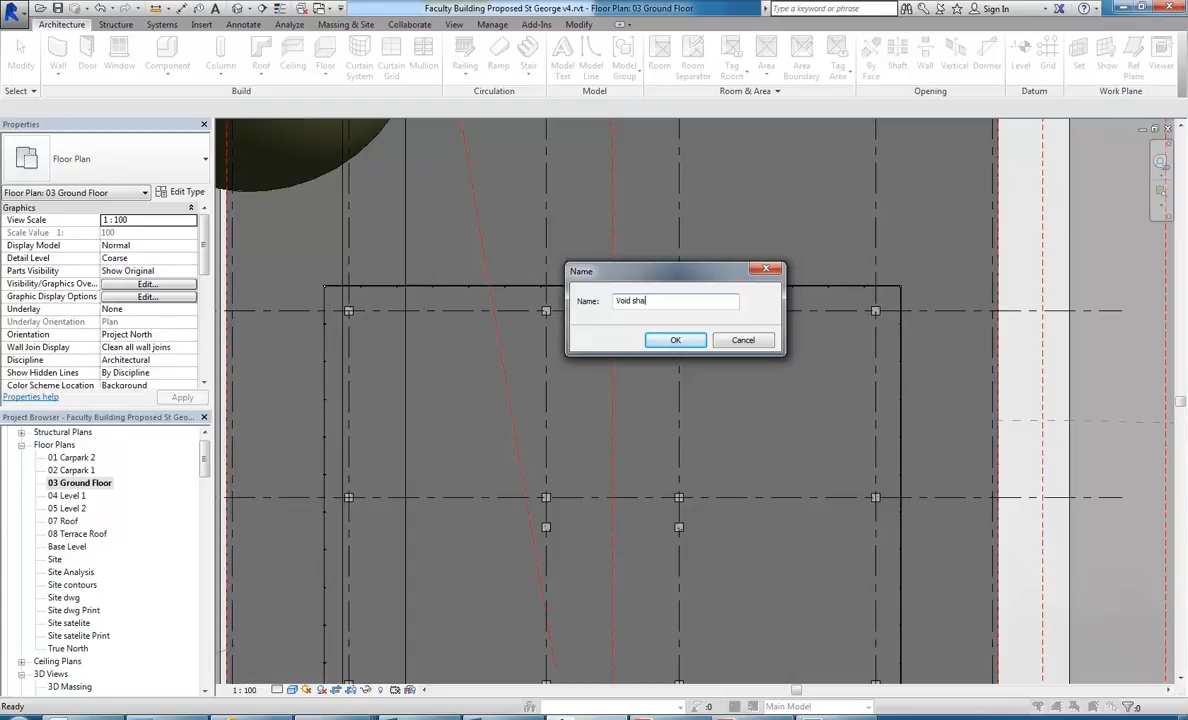 Faculty Building Proposed St George v4.rvt - Floor Plan: 03 Ground Floor
Type a keyword or phrase
Sign In
Architecture Structure Systems Insert Annotate Analyze Massing & Site Collaborate View Manage Add-Ins Modify
Modify Wall Door Window Component Column Roof Ceiling Floor Curtain System Curtain Grid Mullion Railing Ramp Stair Model Text Model Line Model Group Room Room Separator Tag Room Area Area Boundary Tag Area By Face Shaft Wall Vertical Dormer Level Grid Set Show Ref Plane Viewer
Select Build Circulation Model Room & Area Opening Datum Work Plane
Properties
Floor Plan
Floor Plan: 03 Ground Floor Edit Type
Graphics
View Scale 1 : 100
Scale Value 1: 100
Display Model Normal
Detail Level Coarse
Parts Visibility Show Original
Visibility/Graphics Ove... Edit...
Graphic Display Options Edit...
Underlay None
Underlay Orientation Plan
Orientation Project North
Wall Join Display Clean all wall joins
Discipline Architectural
Show Hidden Lines By Discipline
Color Scheme Location Background
Properties help Apply
Project Browser - Faculty Building Proposed St Geo...
Structural Plans
Floor Plans
01 Carpark 2
02 Carpark 1
03 Ground Floor
04 Level 1
05 Level 2
07 Roof
08 Terrace Roof
Base Level
Site
Site Analysis
Site contours
Site dwg
Site dwg Print
Site satelite
Site satelite Print
True North
Ceiling Plans
3D Views
3D Massing
Name
Name: Void sha
OK Cancel
1 : 100
Ready
:0 Main Model :0